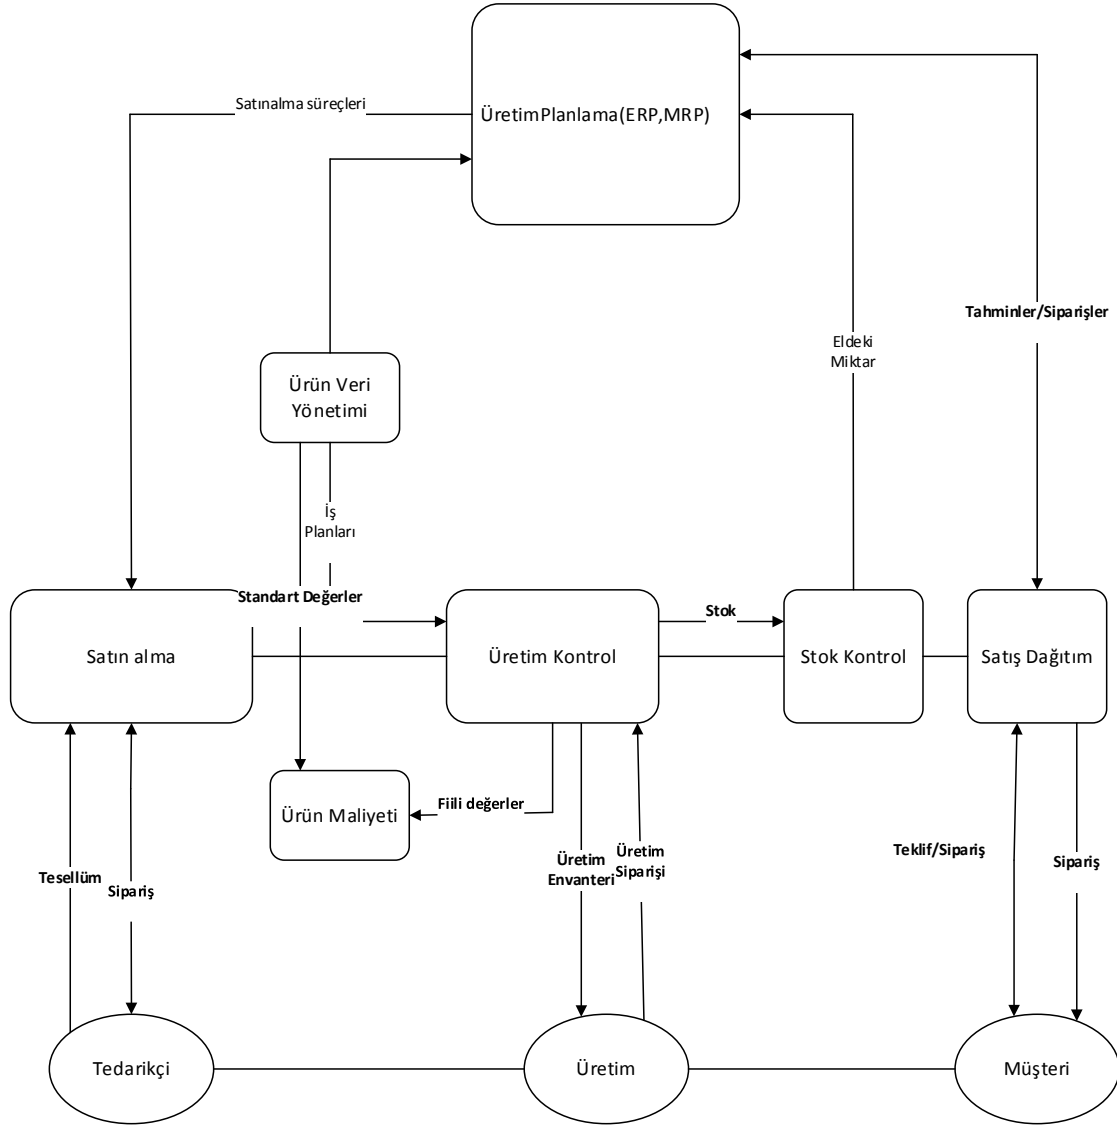 Satınalma süreçleri
ÜretimPlanlama(ERP,MRP)
Tahminler/Siparişler
Eldeki
Miktar
Ürün Veri
Yönetimi
İş
Planları
Standart Değerler
Stok
Satın alma
Üretim Kontrol
Stok Kontrol
Satış Dağıtım
Fiili değerler
Ürün Maliyeti
Tesellüm
Sipariş
Üretim
Envanteri
Üretim
Siparişi
Teklif/Sipariş
Sipariş
Tedarikçi
Üretim
Müşteri